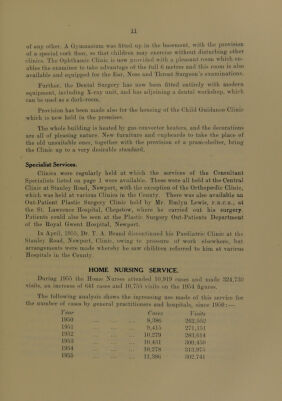 11
of any other. A Gymnasium was fitted up in the basement, with the provision
of a special cork floor, so that children may exercise without disturbing other
clinics. The Ophthalmic Clinic is now provided with a pleasant room which en-
ables the examiner to take advantage of the full 6 metres and this room is also
available and equipped for the Ear, Nose and Throat Surgeon's examinations.
Further, the Dental Surgery has now been fitted entirely with modern
equipment, including X-ray unit, and has adjoining a dental workshop, which
can be used as a dark-room.
Provision has been made also for the housing of the Child Guidance Clinic
which is now held in the premises.
The whole building is heated by gas convector heaters, and the decorations
are all of pleasing nature. New furniture and cupboards to take the place of
the old unsuitable ones, together with the provision of a pram-shelter, bring
the Clinic up to a very desirable standard.
Specialist Services.
Clinics were regularly held at which the services of the Consultant
Specialists listed on page 1 were available. These were all held at the Central
Clinic at Stanley Road, Newport, with the exception of the Orthopædic Clinic,
which was held at various Clinics in the County. There was also available an
Out-Patient Plastic Surgery Clinic held by Mr. Emlyn Lewis, F.R.C.S., at
the St. Lawrence Hospital, Chepstow, where he carried out his surgery.
Patients could also be seen at the Plastic Surgery Out-Patients Department
of the Royal Gwent Hospital, Newport.
In April, 1955, Dr. T. A. Brand discontinued his Paediatric Clinic at the
Stanley Road, Newport, Clinic, owing to pressure of work elsewhere, but
arrangements were made whereby he saw children referred to him at various
Hospitals in the County.
HOME NURSING SERVICE.
During 1955 the Home Nurses attended 10,919 cases and made 324,730
visits, an increase of 641 cases and 10,755 visits on the 1954 figures.
The following analysis shows the increasing use made of this service for
the number of cases by general practitioners and hospitals, since 1950:—
Year Cases Visits
1950 8,386 262,552
1951 9,415 271,151
1952 10,279 283,614
1953 10,431 300,450
1954 10,278 313,975
1955 11,386 302,741